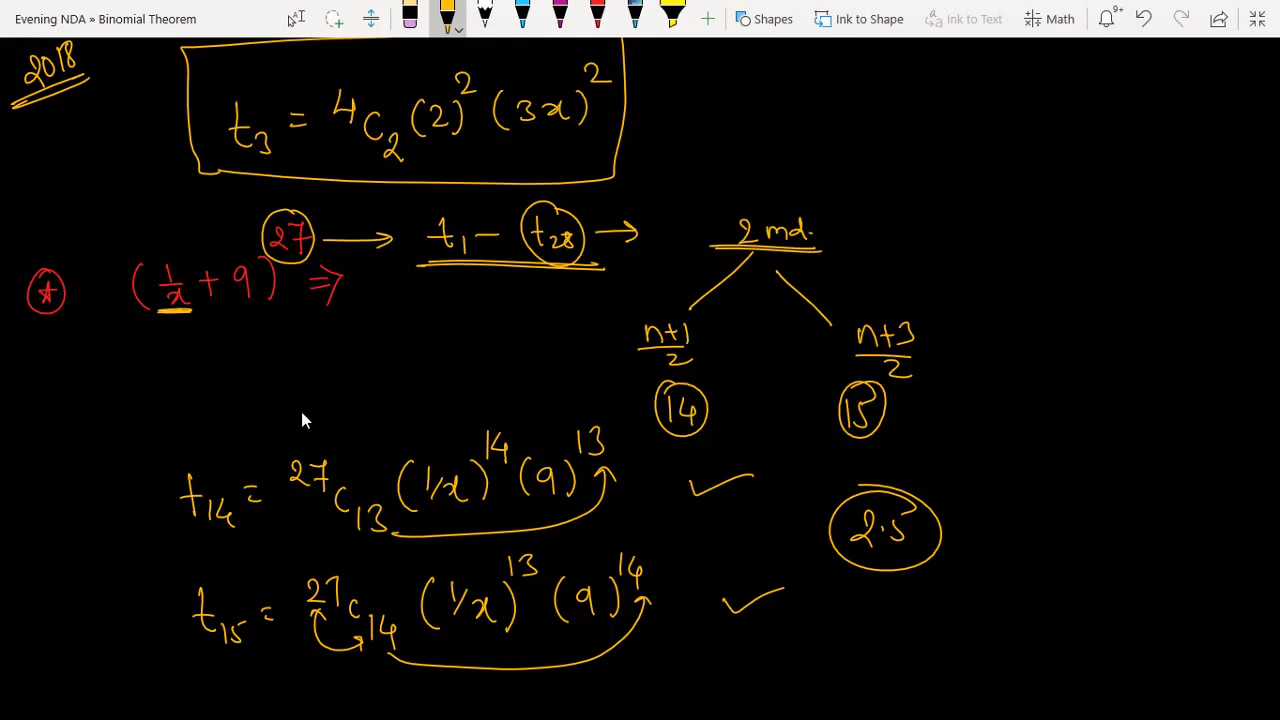 Evening NDA » Binomial Theorem
Shapes Ink to Shape Ink to Text Math 9+
2018
t₃ = ⁴C₂ (2)² (3x)²
27 → t₁ – t₂₈ → 2 md.
(1/x + 9) ⇒
n+1/2 n+3/2
14 15
t₁₄ = ²⁷C₁₃ (1/x)¹⁴ (9)¹³ ✓
2.5
t₁₅ = ²⁷C₁₄ (1/x)¹³ (9)¹⁴ ✓